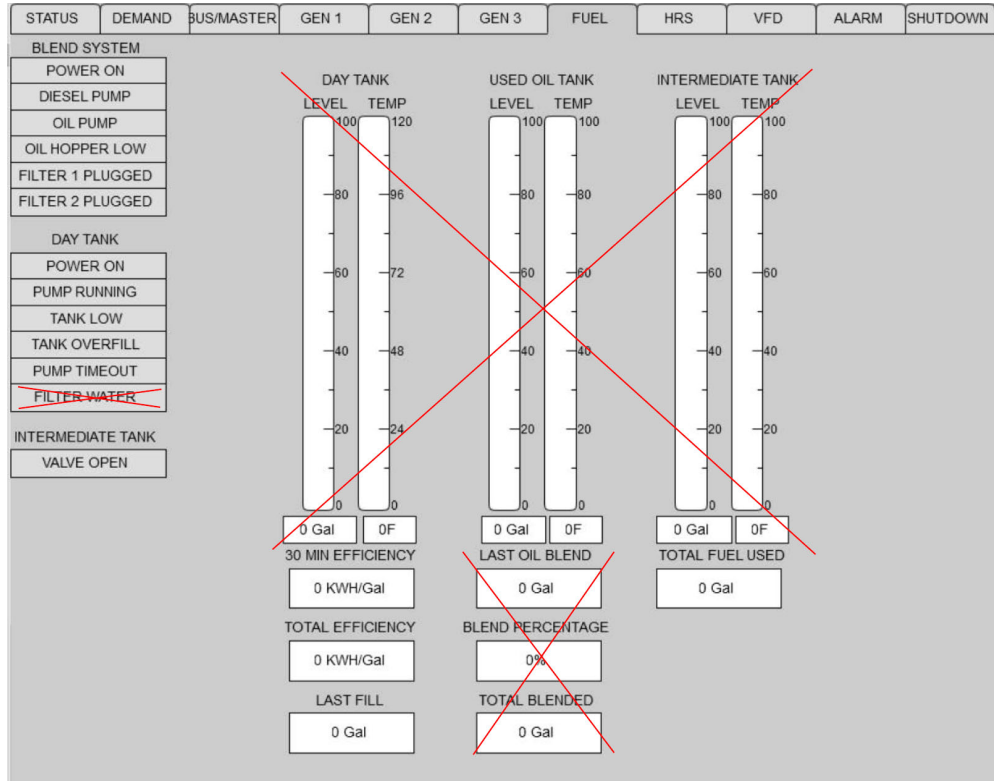 STATUS DEMAND BUS/MASTER GEN 1 GEN 2 GEN 3 FUEL HRS VFD ALARM SHUTDOWN
BLEND SYSTEM
POWER ON
DIESEL PUMP
OIL PUMP
OIL HOPPER LOW
FILTER 1 PLUGGED
FILTER 2 PLUGGED
DAY TANK
POWER ON
PUMP RUNNING
TANK LOW
TANK OVERFILL
PUMP TIMEOUT
FILTER WATER
INTERMEDIATE TANK
VALVE OPEN
DAY TANK USED OIL TANK INTERMEDIATE TANK
LEVEL TEMP LEVEL TEMP LEVEL TEMP
100 120 100 100 100 100
80 96 80 80 80 80
60 72 60 60 60 60
40 48 40 40 40 40
20 24 20 20 20 20
0 0 0 0 0 0
0 Gal 0F 0 Gal 0F 0 Gal 0F
30 MIN EFFICIENCY LAST OIL BLEND TOTAL FUEL USED
0 KWH/Gal 0 Gal 0 Gal
TOTAL EFFICIENCY BLEND PERCENTAGE
0 KWH/Gal 0%
LAST FILL TOTAL BLENDED
0 Gal 0 Gal